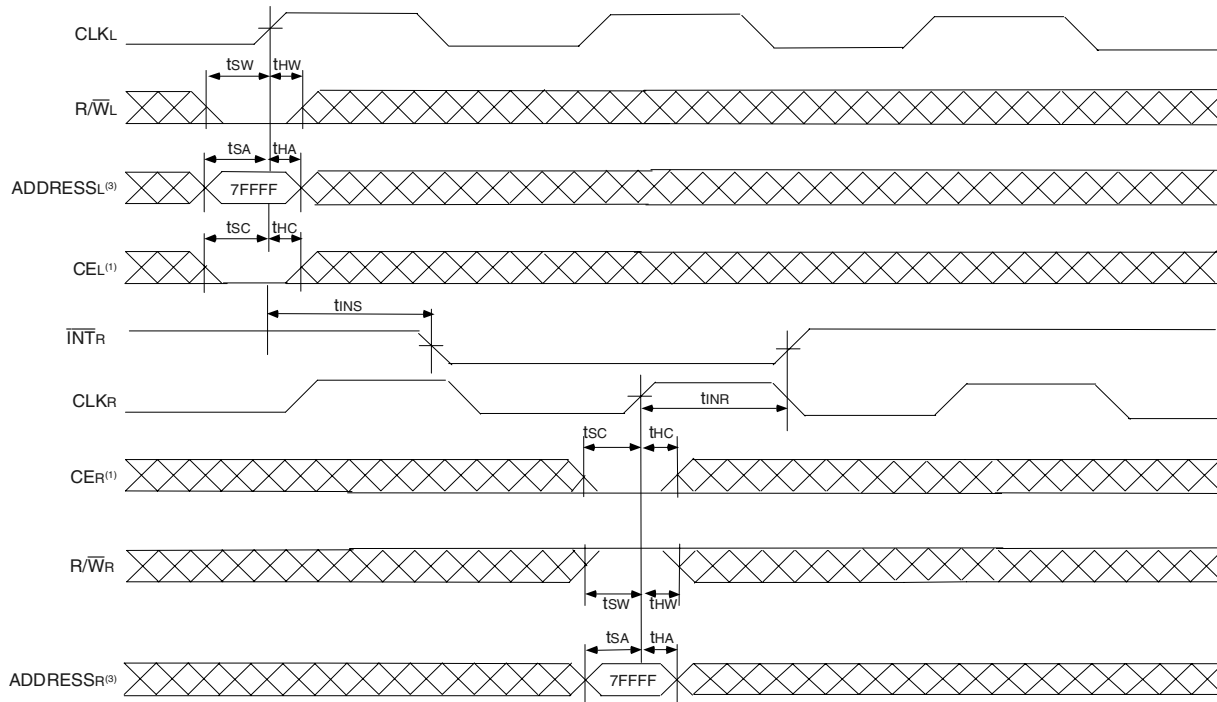 CLKL
tSW tHW
R/W̅L
tSA tHA
ADDRESSL(3) 7FFFF
tSC tHC
CEL(1)
tINS
I̅N̅T̅R
CLKR tINR
tSC tHC
CER(1)
R/W̅R
tSW tHW
tSA tHA
ADDRESSR(3) 7FFFF